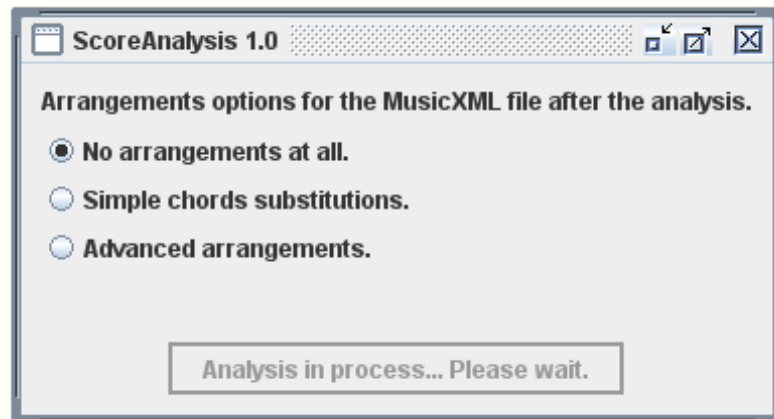 ScoreAnalysis 1.0
Arrangements options for the MusicXML file after the analysis.
No arrangements at all.
Simple chords substitutions.
Advanced arrangements.
Analysis in process... Please wait.